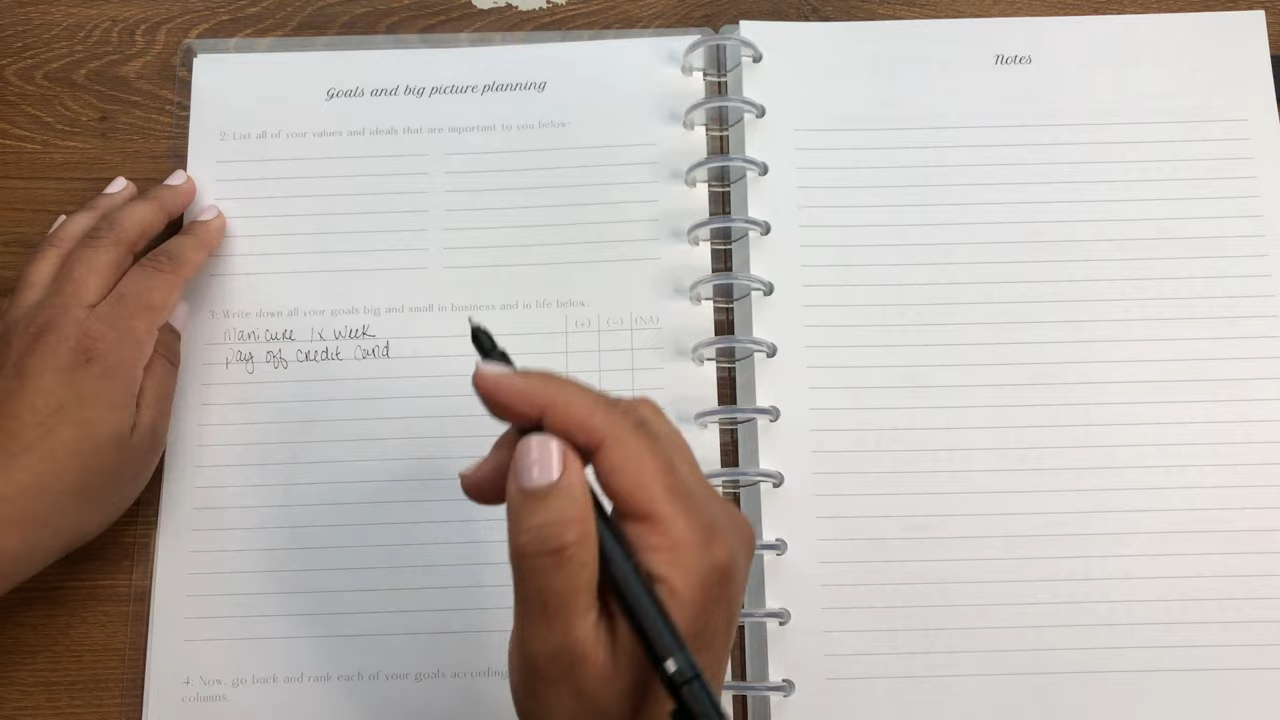 Goals and big picture planning
2: List all of your values and ideals that are important to you below:
3: Write down all your goals big and small in business and in life below.
(+) (-) (NA)
Manicure 1x week
Pay off credit card
4: Now, go back and rank each of your goals according
columns.
Notes